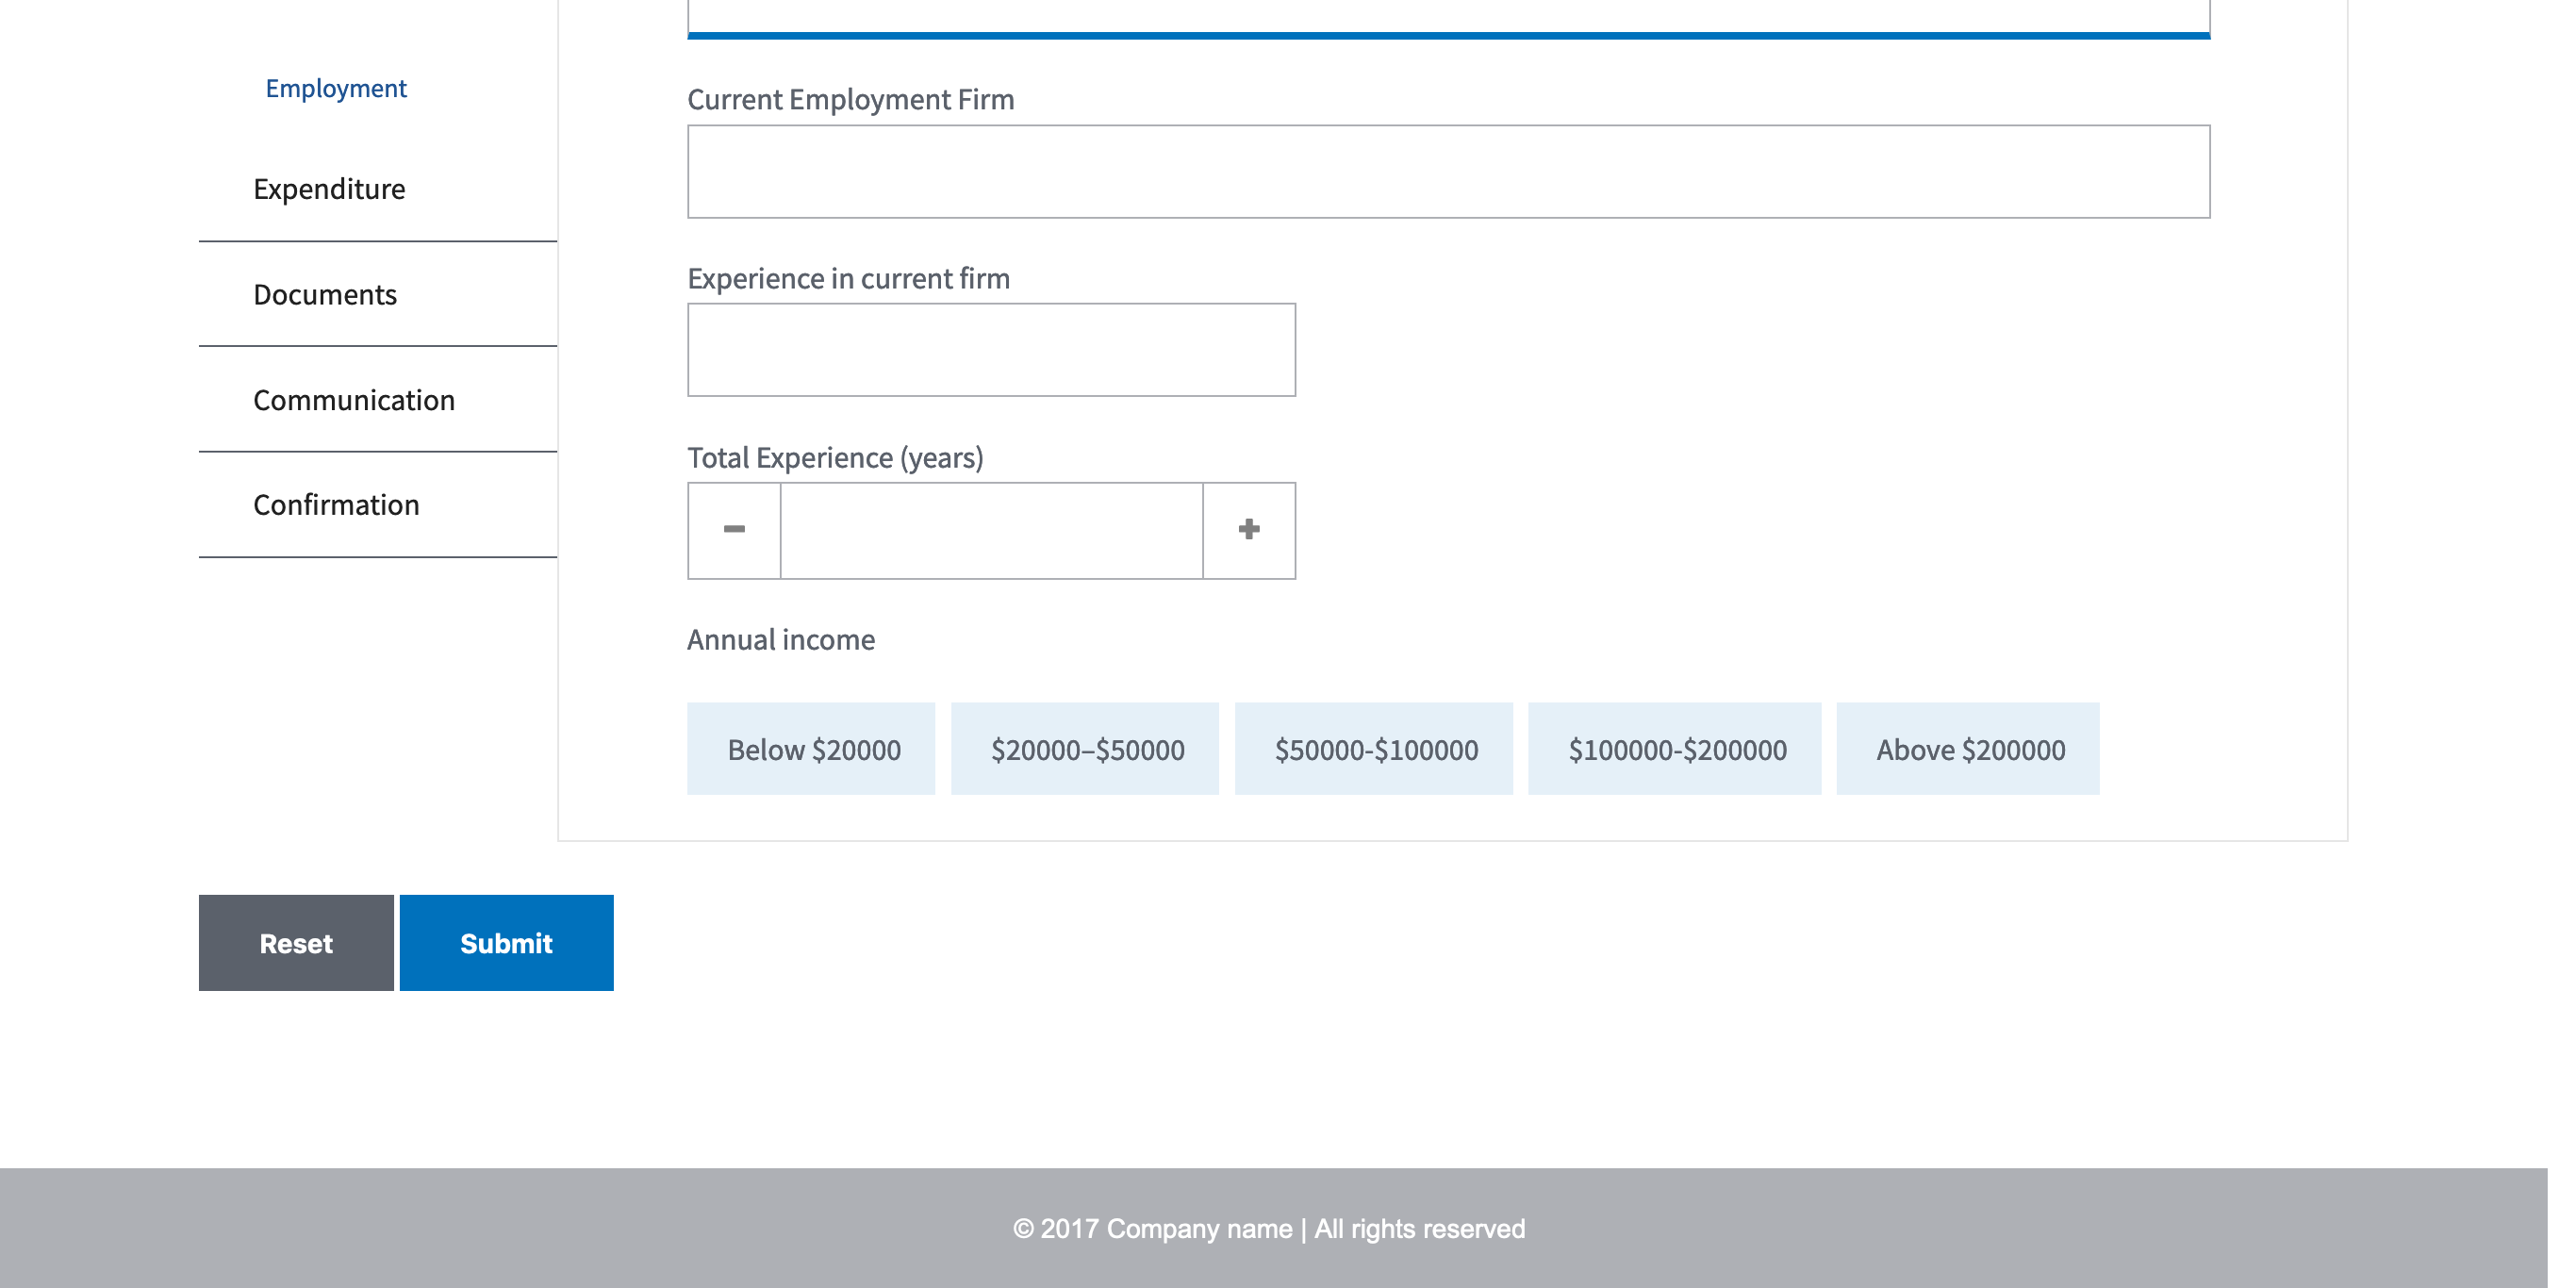 Employment
Expenditure
Documents
Communication
Confirmation
Current Employment Firm
Experience in current firm
Total Experience (years)
Annual income
Below $20000
$20000–$50000
$50000-$100000
$100000-$200000
Above $200000
Reset
Submit
© 2017 Company name | All rights reserved